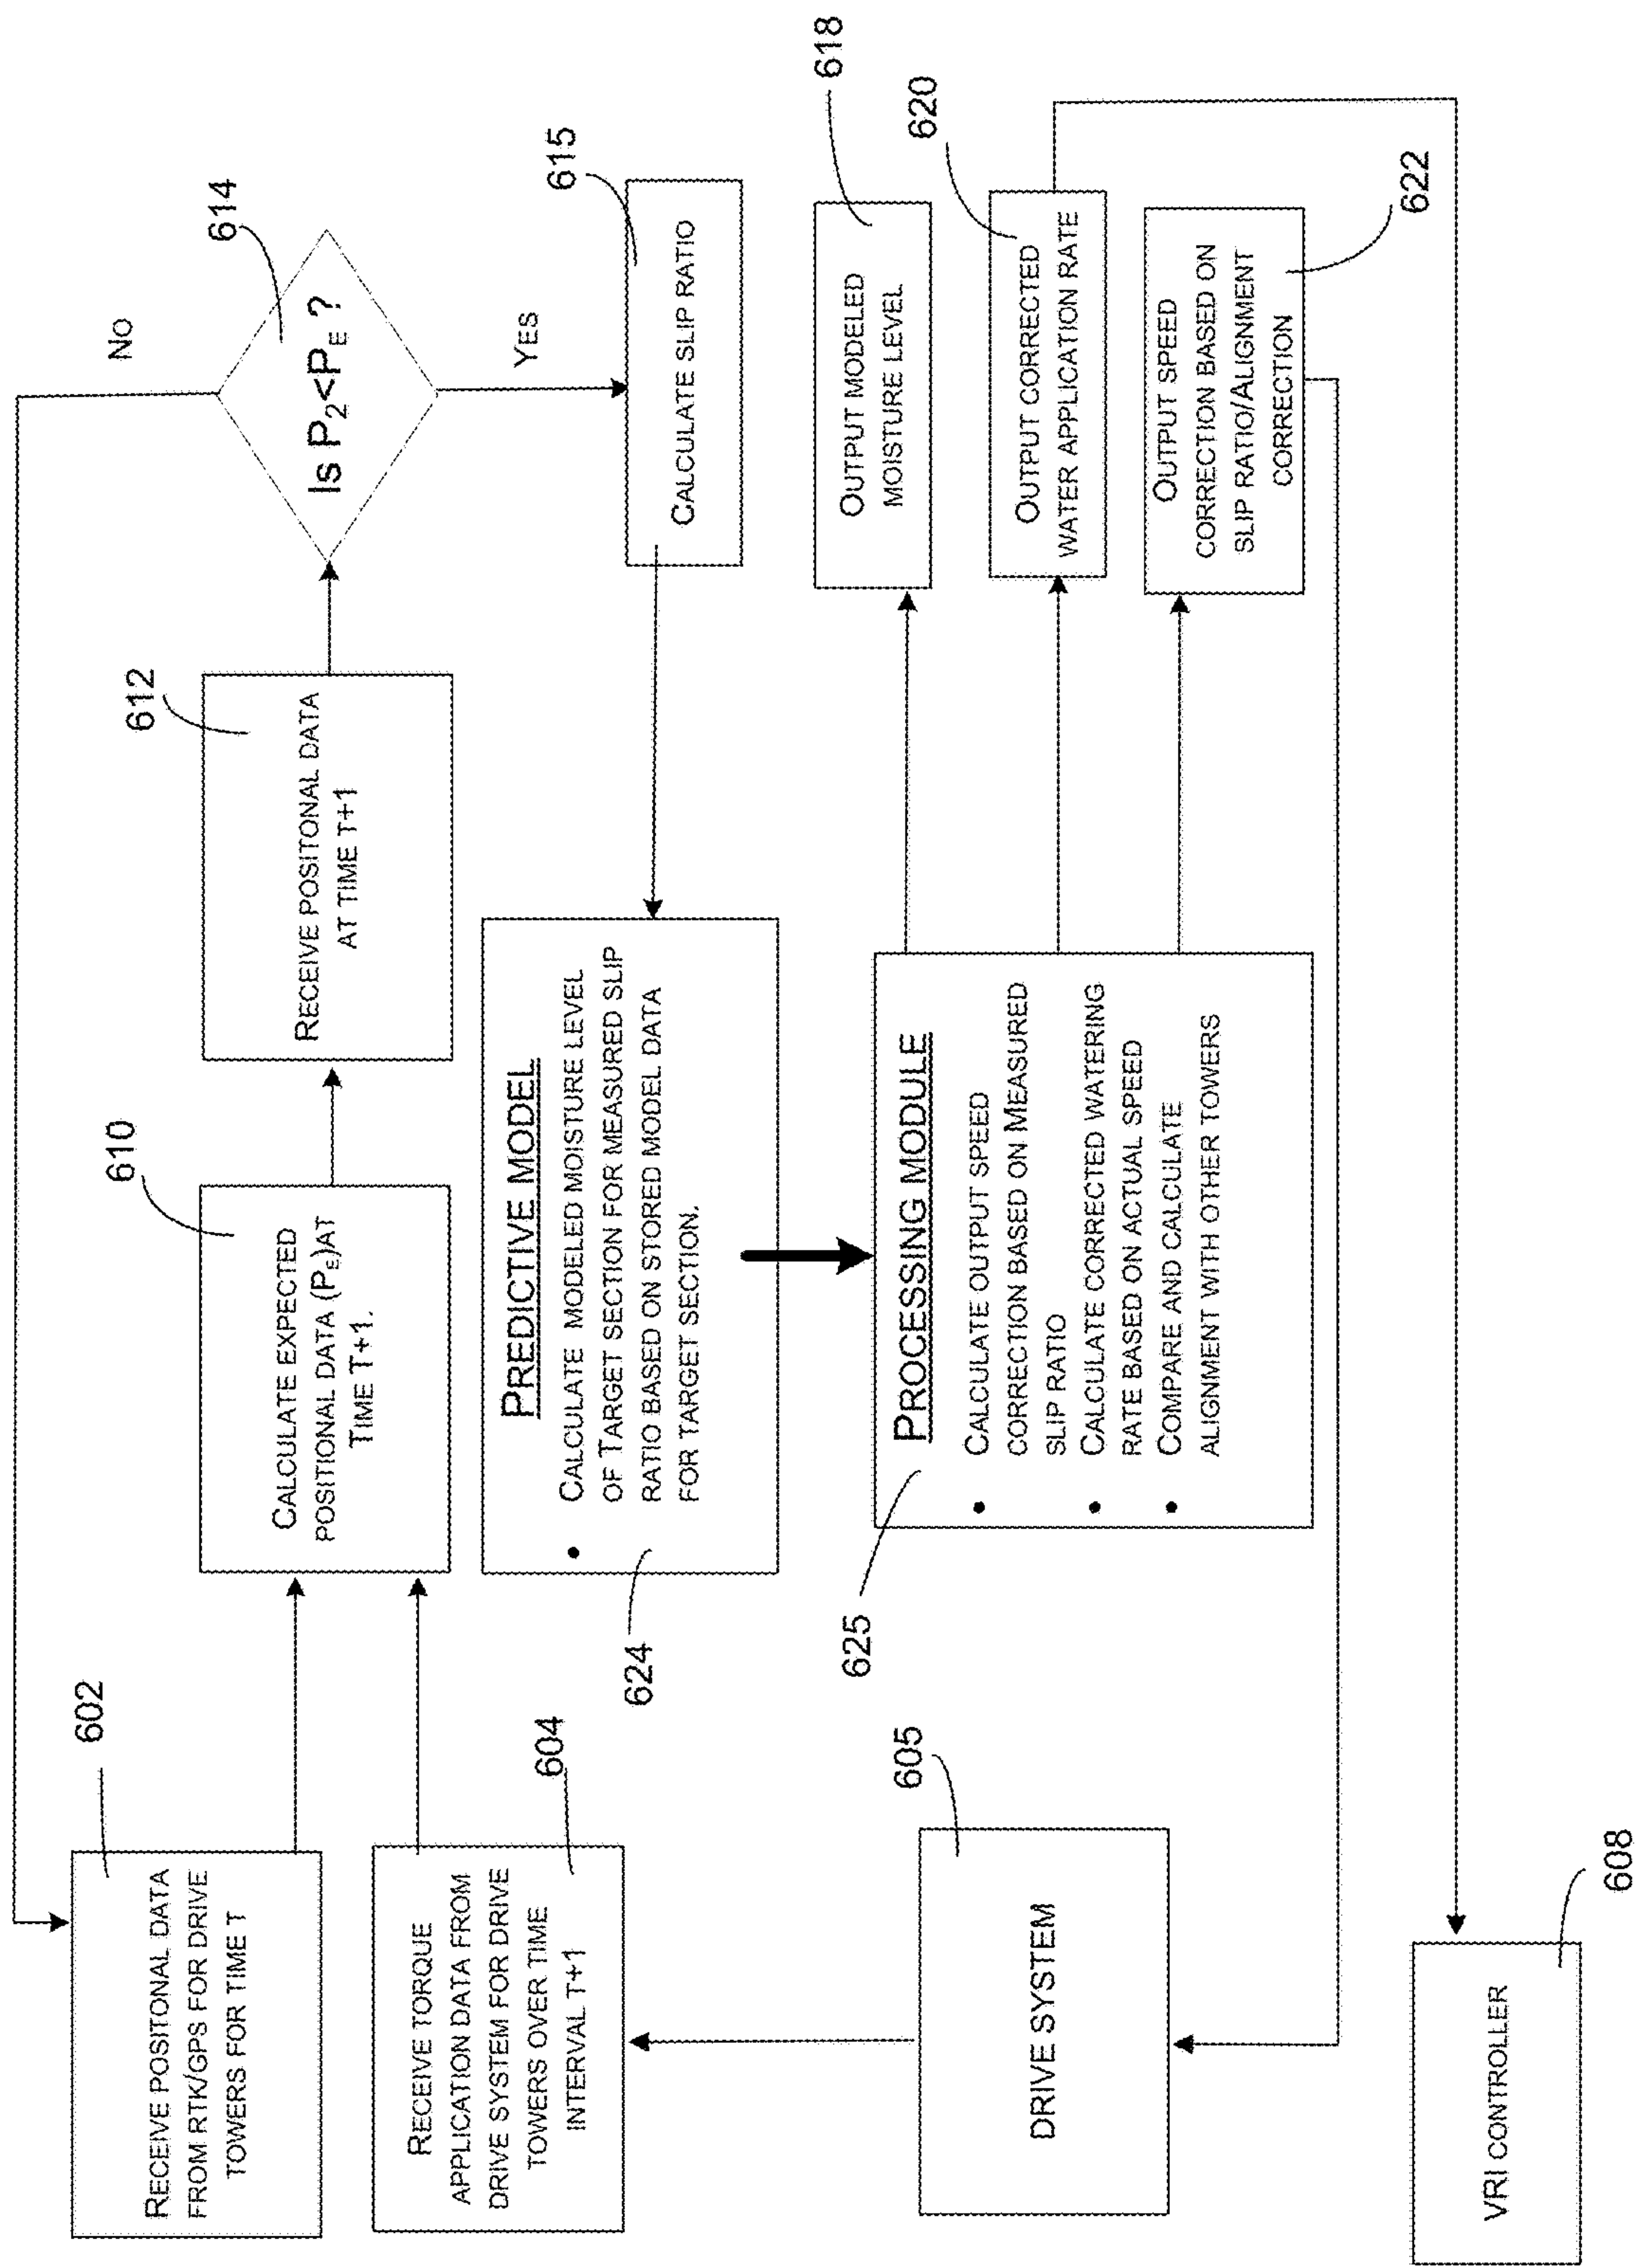 602
RECEIVE POSITONAL DATA
FROM RTK/GPS FOR DRIVE
TOWERS FOR TIME T
604
RECEIVE TORQUE
APPLICATION DATA FROM
DRIVE SYSTEM FOR DRIVE
TOWERS OVER TIME
INTERVAL T+1
605
DRIVE SYSTEM
608
VRI CONTROLLER
610
CALCULATE EXPECTED
POSITIONAL DATA (PE) AT
TIME T+1.
612
RECEIVE POSITONAL DATA
AT TIME T+1
614
IS P2<PE ?
NO
YES
615
CALCULATE SLIP RATIO
PREDICTIVE MODEL
• CALCULATE MODELED MOISTURE LEVEL
OF TARGET SECTION FOR MEASURED SLIP
RATIO BASED ON STORED MODEL DATA
FOR TARGET SECTION.
624
PROCESSING MODULE
• CALCULATE OUTPUT SPEED
CORRECTION BASED ON MEASURED
SLIP RATIO
• CALCULATE CORRECTED WATERING
RATE BASED ON ACTUAL SPEED
• COMPARE AND CALCULATE
ALIGNMENT WITH OTHER TOWERS
625
618
OUTPUT MODELED
MOISTURE LEVEL
620
OUTPUT CORRECTED
WATER APPLICATION RATE
OUTPUT SPEED
CORRECTION BASED ON
SLIP RATIO/ALIGNMENT
CORRECTION
622